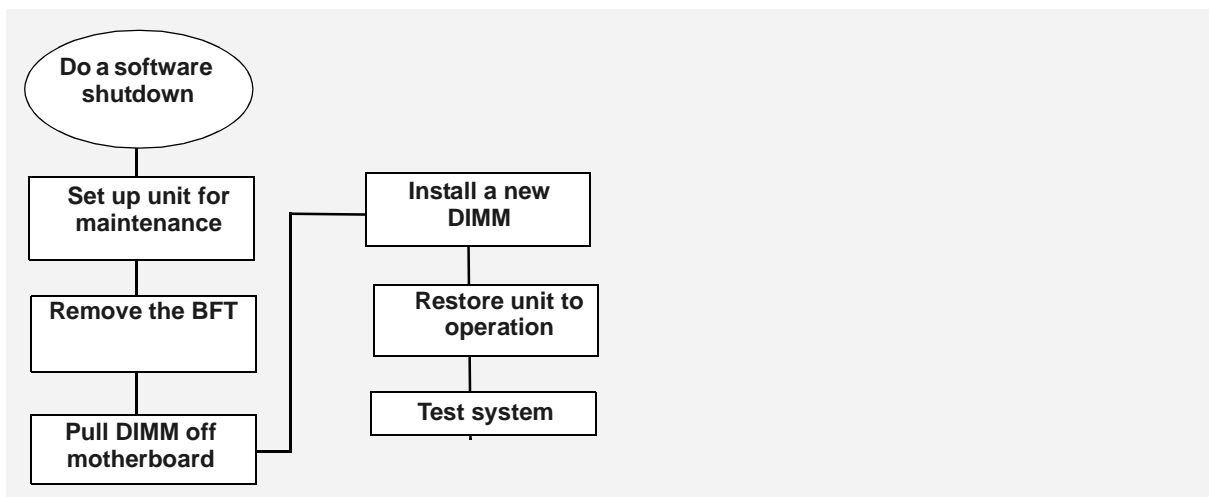 Do a software
shutdown
Set up unit for
maintenance
Remove the BFT
Pull DIMM off
motherboard
Install a new
DIMM
Restore unit to
operation
Test system